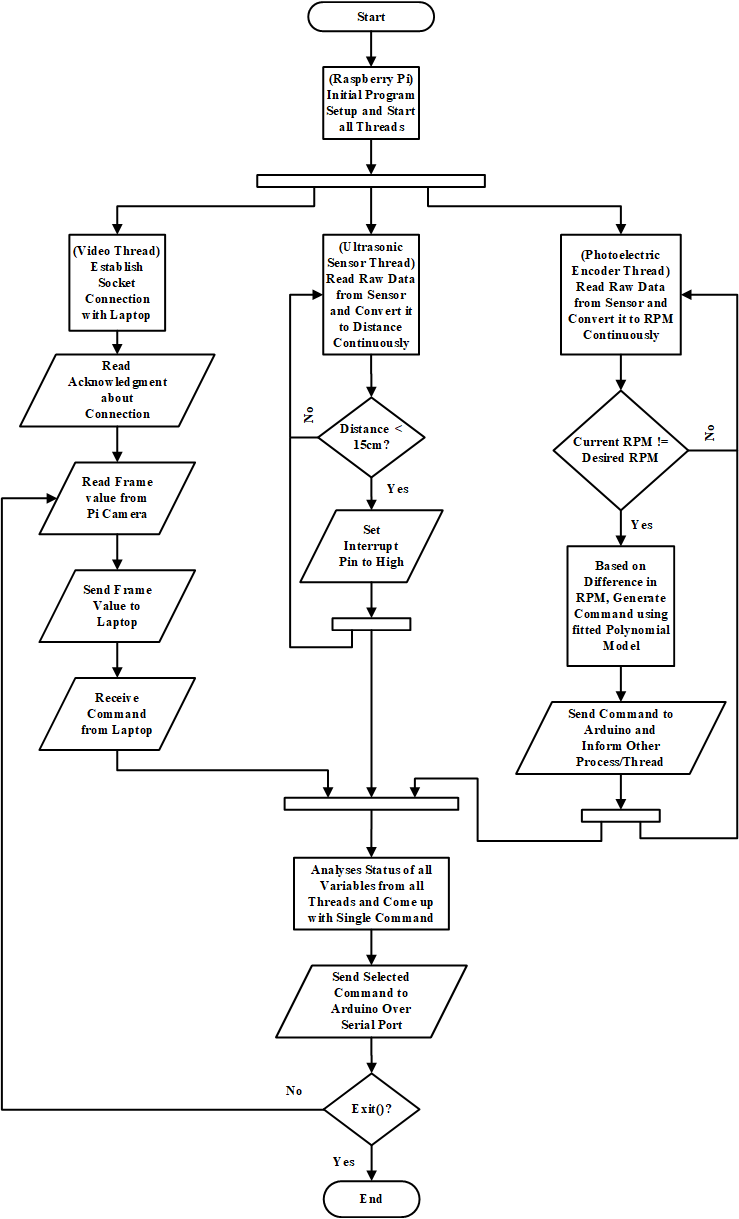 Start
(Raspberry Pi)
Initial Program
Setup and Start
all Threads
(Video Thread)
Establish
Socket
Connection
with Laptop
Read
Acknowledgment
about
Connection
Read Frame
value from
Pi Camera
Send Frame
Value to
Laptop
Receive
Command
from Laptop
(Ultrasonic
Sensor Thread)
Read Raw Data
from Sensor
and Convert it
to Distance
Continuously
Distance <
15cm?
No
Yes
Set
Interrupt
Pin to High
(Photoelectric
Encoder Thread)
Read Raw Data
from Sensor and
Convert it to RPM
Continuously
Current RPM !=
Desired RPM
No
Yes
Based on
Difference in
RPM, Generate
Command using
fitted Polynomial
Model
Send Command to
Arduino and
Inform Other
Process/Thread
Analyses Status of all
Variables from all
Threads and Come up
with Single Command
Send Selected
Command to
Arduino Over
Serial Port
Exit()?
No
Yes
End